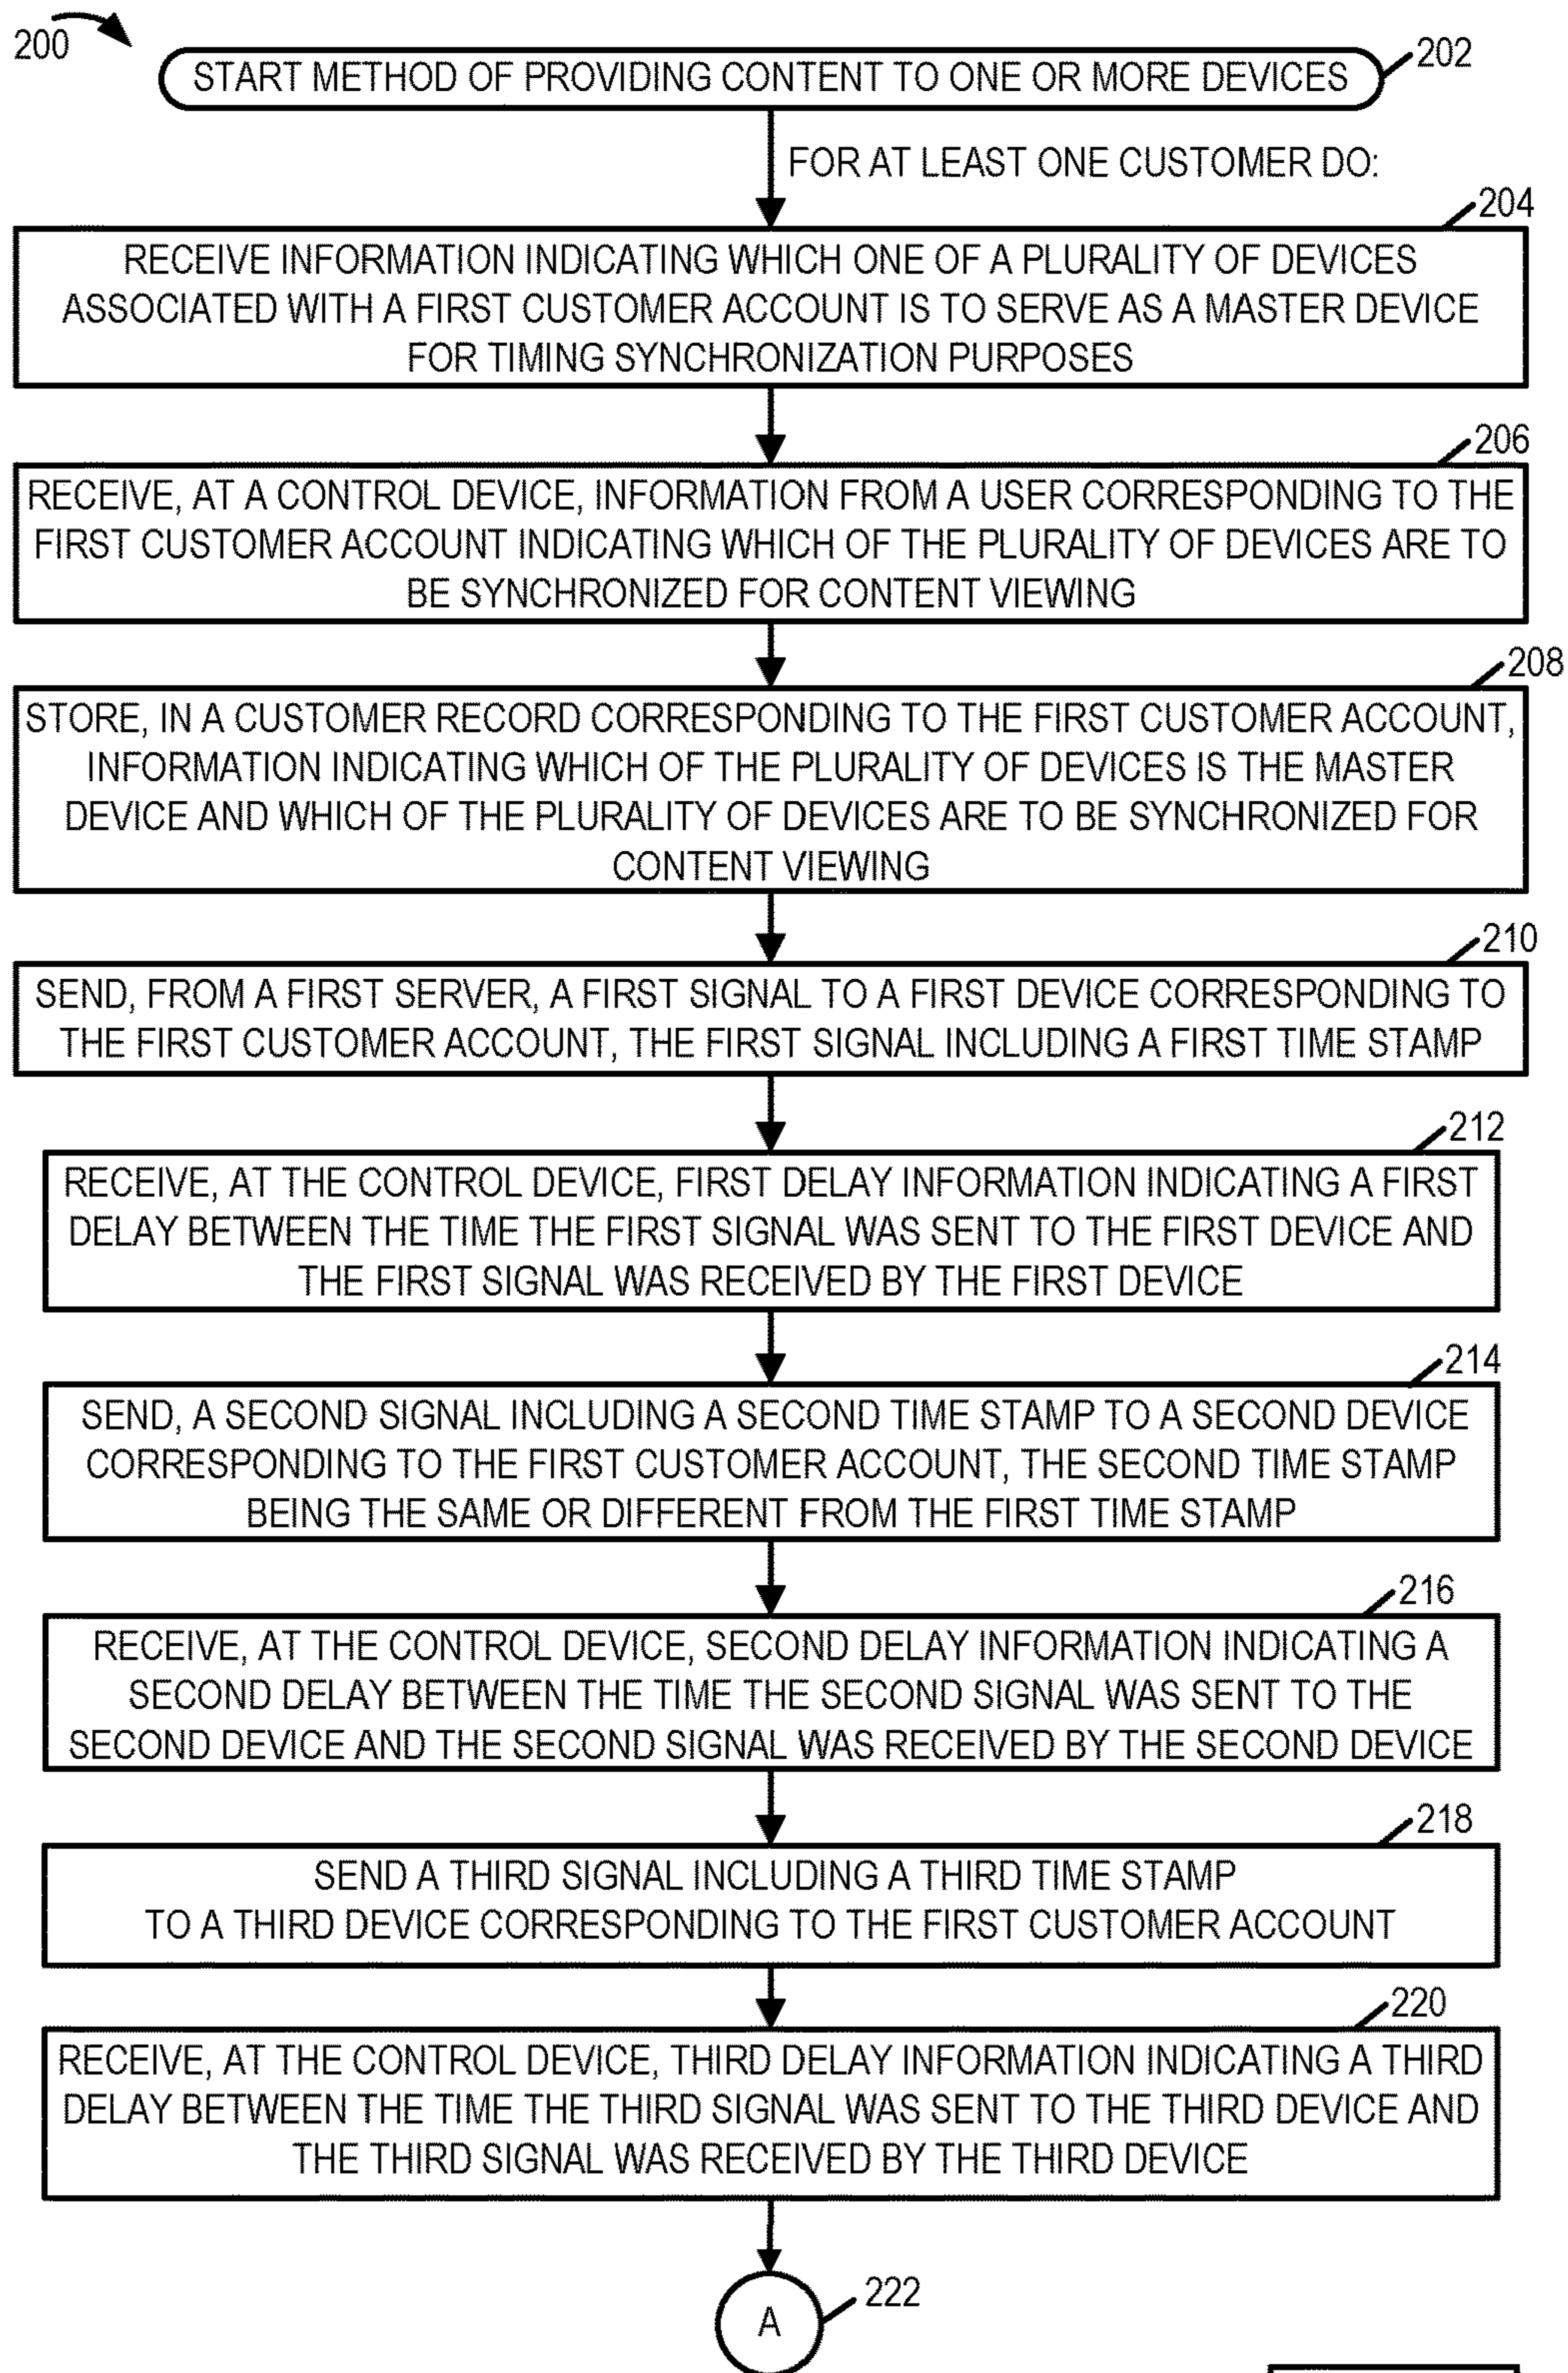 200
START METHOD OF PROVIDING CONTENT TO ONE OR MORE DEVICES
202
FOR AT LEAST ONE CUSTOMER DO:
204
RECEIVE INFORMATION INDICATING WHICH ONE OF A PLURALITY OF DEVICES
ASSOCIATED WITH A FIRST CUSTOMER ACCOUNT IS TO SERVE AS A MASTER DEVICE
FOR TIMING SYNCHRONIZATION PURPOSES
206
RECEIVE, AT A CONTROL DEVICE, INFORMATION FROM A USER CORRESPONDING TO THE
FIRST CUSTOMER ACCOUNT INDICATING WHICH OF THE PLURALITY OF DEVICES ARE TO
BE SYNCHRONIZED FOR CONTENT VIEWING
208
STORE, IN A CUSTOMER RECORD CORRESPONDING TO THE FIRST CUSTOMER ACCOUNT,
INFORMATION INDICATING WHICH OF THE PLURALITY OF DEVICES IS THE MASTER
DEVICE AND WHICH OF THE PLURALITY OF DEVICES ARE TO BE SYNCHRONIZED FOR
CONTENT VIEWING
210
SEND, FROM A FIRST SERVER, A FIRST SIGNAL TO A FIRST DEVICE CORRESPONDING TO
THE FIRST CUSTOMER ACCOUNT, THE FIRST SIGNAL INCLUDING A FIRST TIME STAMP
212
RECEIVE, AT THE CONTROL DEVICE, FIRST DELAY INFORMATION INDICATING A FIRST
DELAY BETWEEN THE TIME THE FIRST SIGNAL WAS SENT TO THE FIRST DEVICE AND
THE FIRST SIGNAL WAS RECEIVED BY THE FIRST DEVICE
214
SEND, A SECOND SIGNAL INCLUDING A SECOND TIME STAMP TO A SECOND DEVICE
CORRESPONDING TO THE FIRST CUSTOMER ACCOUNT, THE SECOND TIME STAMP
BEING THE SAME OR DIFFERENT FROM THE FIRST TIME STAMP
216
RECEIVE, AT THE CONTROL DEVICE, SECOND DELAY INFORMATION INDICATING A
SECOND DELAY BETWEEN THE TIME THE SECOND SIGNAL WAS SENT TO THE
SECOND DEVICE AND THE SECOND SIGNAL WAS RECEIVED BY THE SECOND DEVICE
218
SEND A THIRD SIGNAL INCLUDING A THIRD TIME STAMP
TO A THIRD DEVICE CORRESPONDING TO THE FIRST CUSTOMER ACCOUNT
220
RECEIVE, AT THE CONTROL DEVICE, THIRD DELAY INFORMATION INDICATING A THIRD
DELAY BETWEEN THE TIME THE THIRD SIGNAL WAS SENT TO THE THIRD DEVICE AND
THE THIRD SIGNAL WAS RECEIVED BY THE THIRD DEVICE
A
222